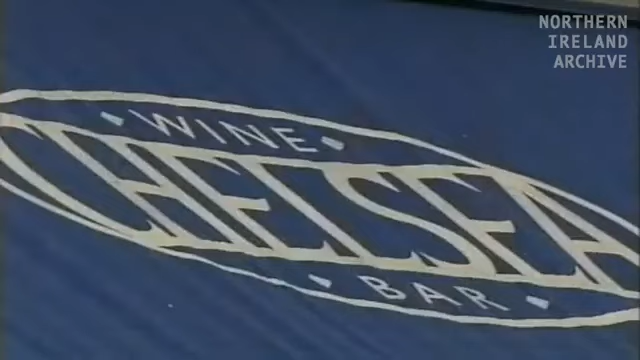 NORTHERN
IRELAND
ARCHIVE
WINE
CHELSEA
BAR